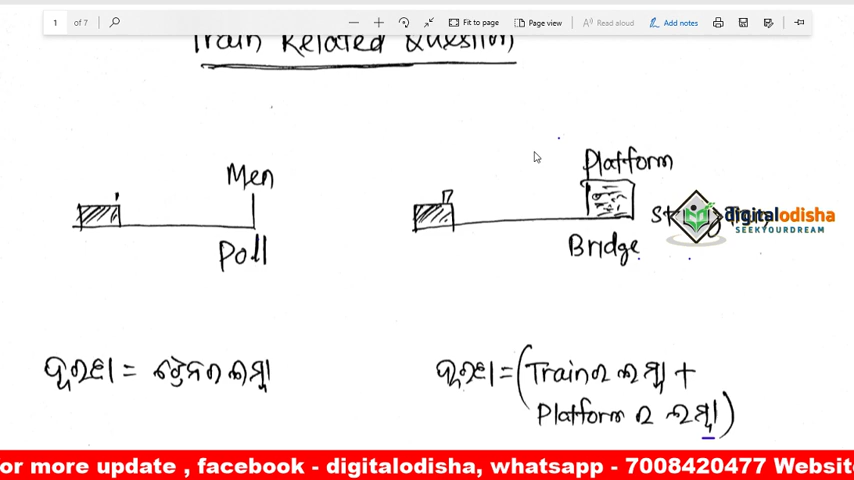 1 of 7 Fit to page Page view Read aloud Add notes
Train Related Question
Men
Poll
Platform
Bridge
digitalodisha
SEEKYOURDREAM
ଦୂରତା = ଟ୍ରେନର ଲମ୍ବା
ଦୂରତା = (Trainର ଲମ୍ବା +
Platform ର ଲମ୍ବା)
or more update , facebook - digitalodisha, whatsapp - 7008420477 Website